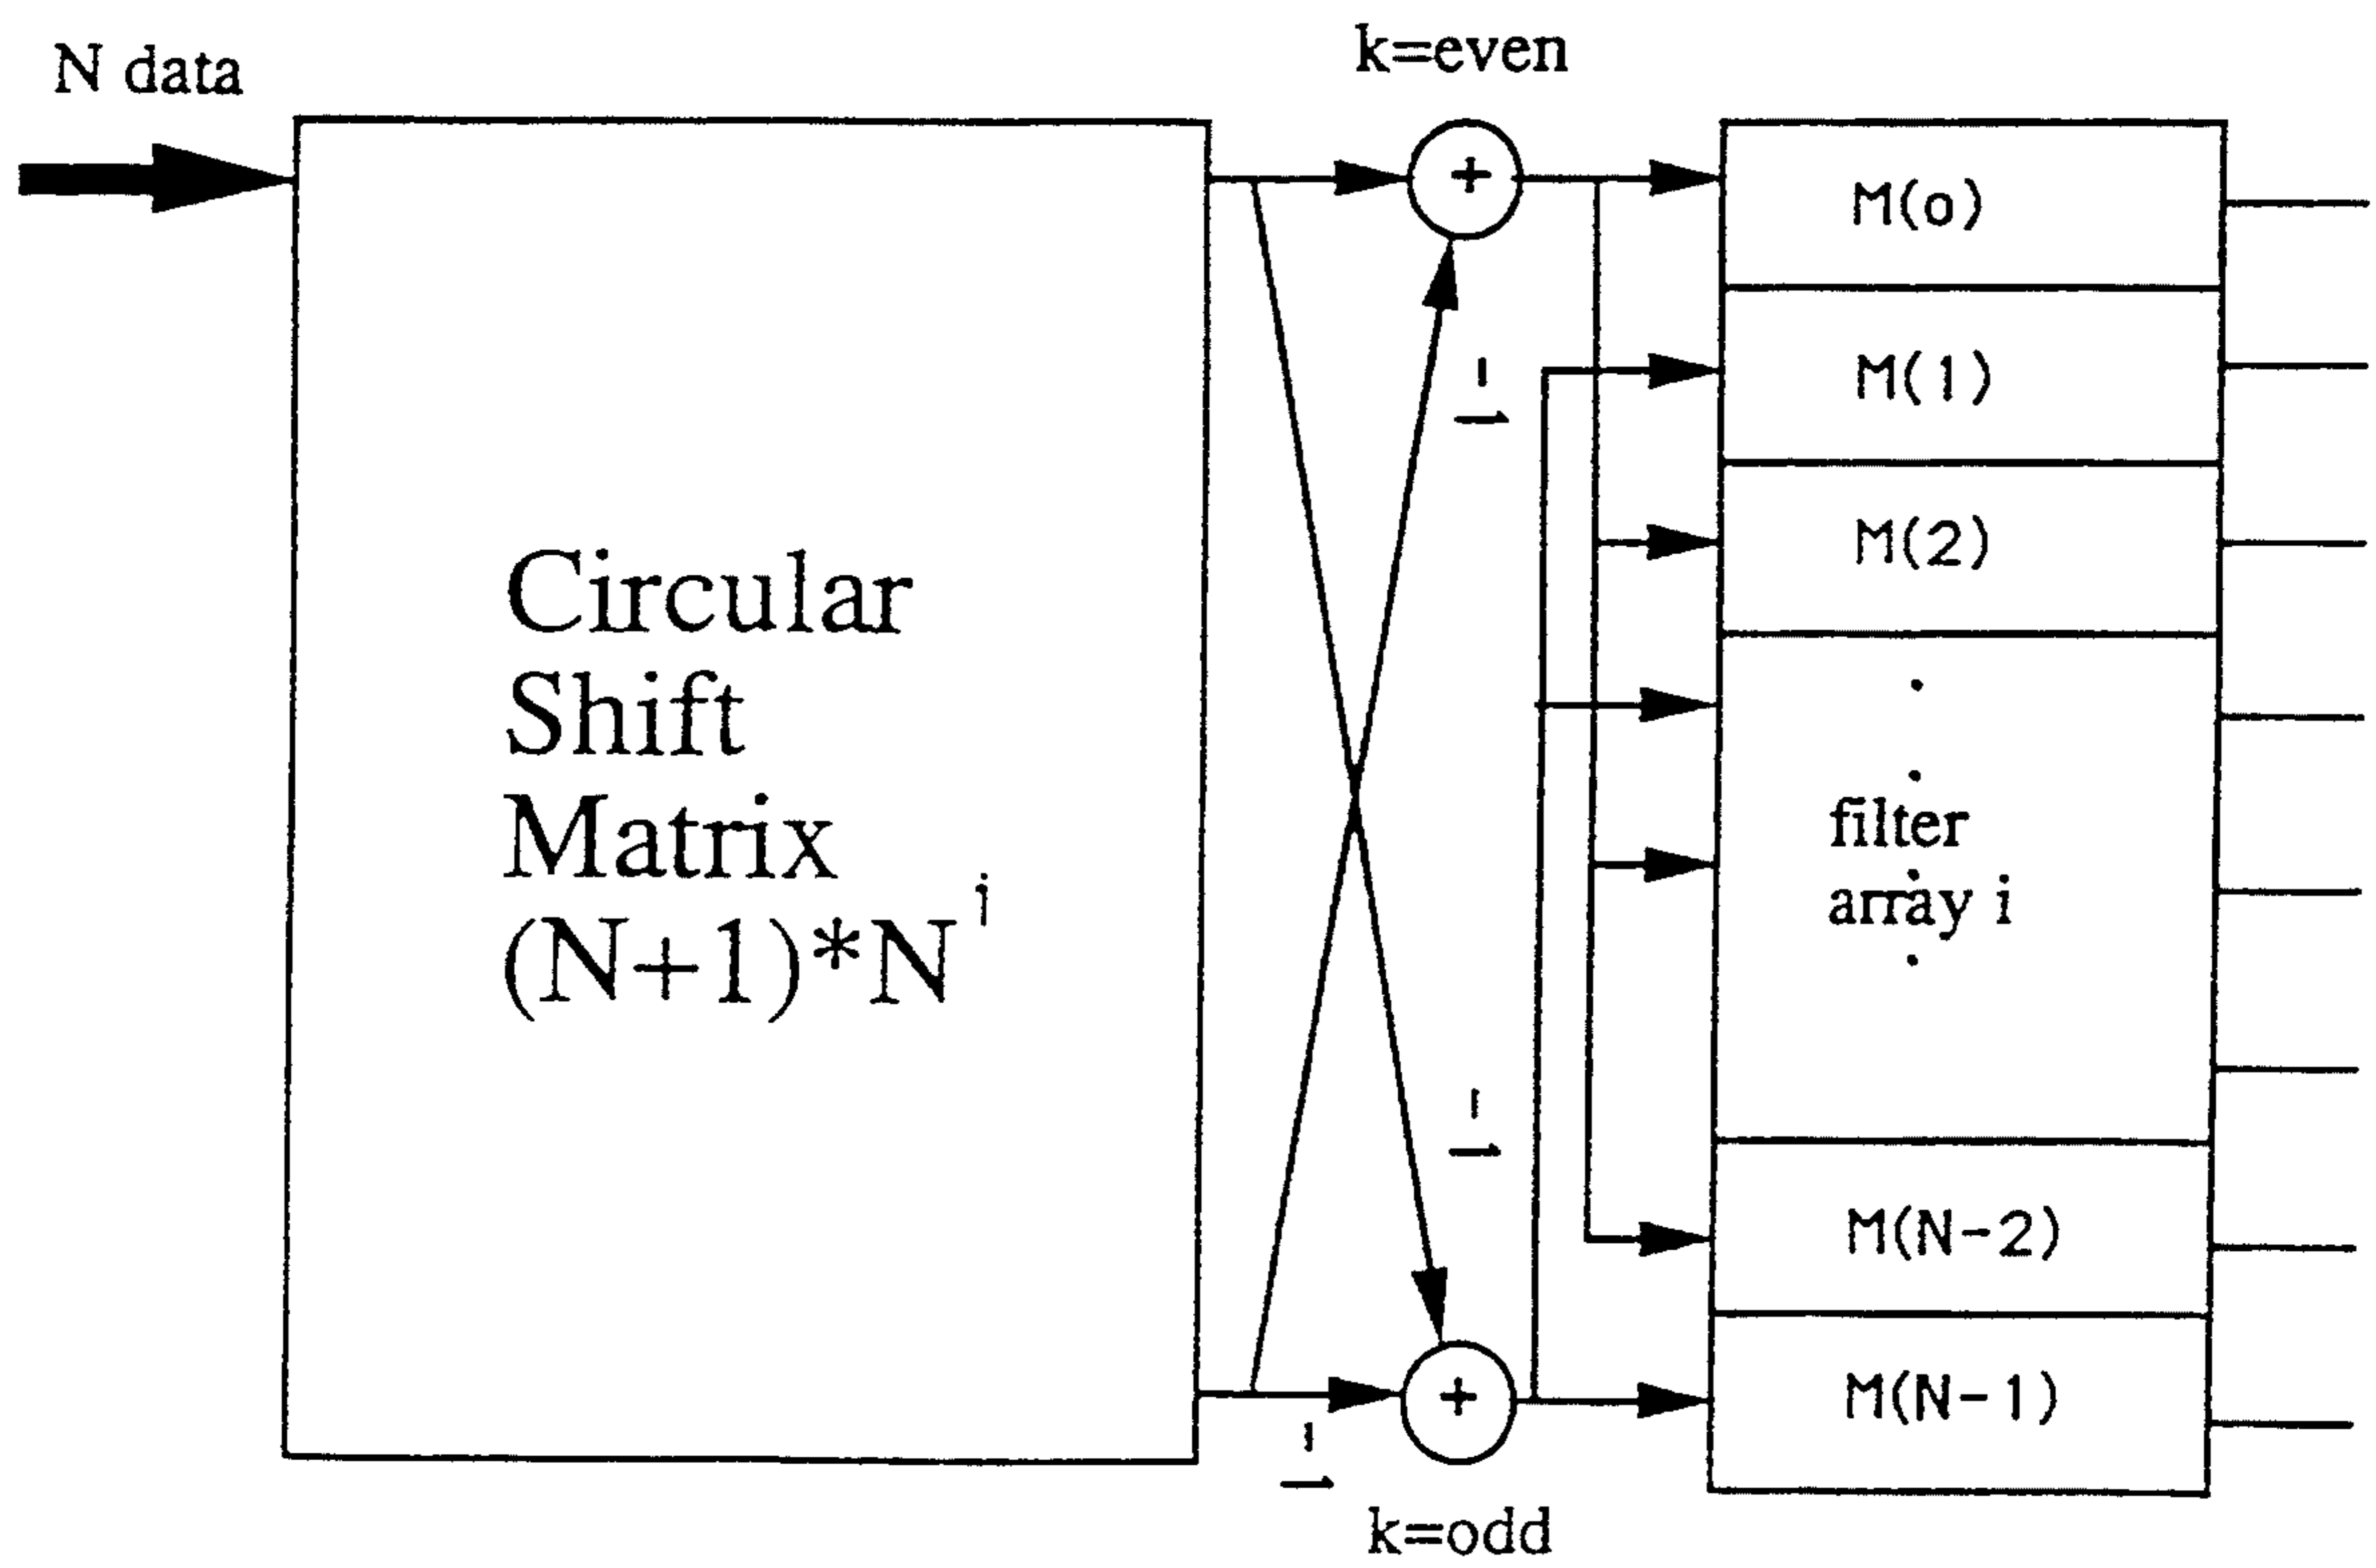 N data
k=even
Circular
Shift
Matrix
(N+1)*N i
+
+
M(o)
M(1)
M(2)
filter
array i
M(N-2)
M(N-1)
k=odd